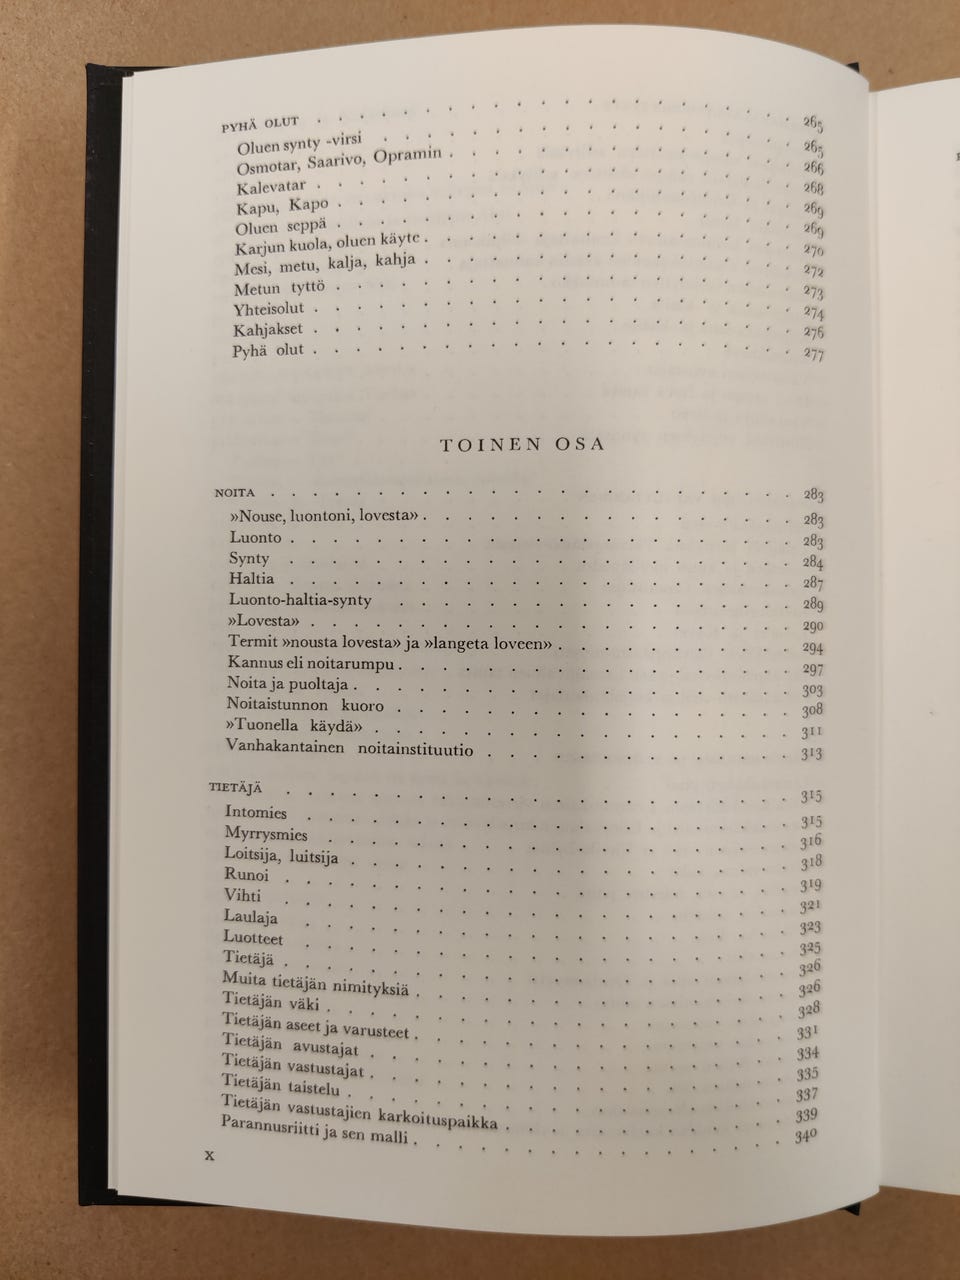 PYHÄ OLUT . . . . . . . . . . . . . . . . . . . . . 265
Oluen synty -virsi . . . . . . . . . . . . . . . . . . 265
Osmotar, Saarivo, Opramin . . . . . . . . . . . . . . . 266
Kalevatar . . . . . . . . . . . . . . . . . . . . . 268
Kapu, Kapo . . . . . . . . . . . . . . . . . . . . 269
Oluen seppä . . . . . . . . . . . . . . . . . . . . 269
Karjun kuola, oluen käyte . . . . . . . . . . . . . . . . 270
Mesi, metu, kalja, kahja . . . . . . . . . . . . . . . . 272
Metun tyttö . . . . . . . . . . . . . . . . . . . . 273
Yhteisolut . . . . . . . . . . . . . . . . . . . . . 274
Kahjakset . . . . . . . . . . . . . . . . . . . . . 276
Pyhä olut . . . . . . . . . . . . . . . . . . . . . 277
TOINEN OSA
NOITA . . . . . . . . . . . . . . . . . . . . . . . 283
»Nouse, luontoni, lovesta» . . . . . . . . . . . . . . . . 283
Luonto . . . . . . . . . . . . . . . . . . . . . . 283
Synty . . . . . . . . . . . . . . . . . . . . . . 284
Haltia . . . . . . . . . . . . . . . . . . . . . . 287
Luonto-haltia-synty . . . . . . . . . . . . . . . . . 289
»Lovesta» . . . . . . . . . . . . . . . . . . . . . 290
Termit »nousta lovesta» ja »langeta loveen» . . . . . . . . . . 294
Kannus eli noitarumpu . . . . . . . . . . . . . . . . . 297
Noita ja puoltaja . . . . . . . . . . . . . . . . . . . 303
Noitaistunnon kuoro . . . . . . . . . . . . . . . . . 308
»Tuonella käydä» . . . . . . . . . . . . . . . . . . 311
Vanhakantainen noitainstituutio . . . . . . . . . . . . . 313
TIETÄJÄ . . . . . . . . . . . . . . . . . . . . . . 315
Intomies . . . . . . . . . . . . . . . . . . . . . 315
Myrrysmies . . . . . . . . . . . . . . . . . . . . 316
Loitsija, luitsija . . . . . . . . . . . . . . . . . . . 318
Runoi . . . . . . . . . . . . . . . . . . . . . . 319
Vihti . . . . . . . . . . . . . . . . . . . . . . 321
Laulaja . . . . . . . . . . . . . . . . . . . . . 323
Luotteet . . . . . . . . . . . . . . . . . . . . . 325
Tietäjä . . . . . . . . . . . . . . . . . . . . . . 326
Muita tietäjän nimityksiä . . . . . . . . . . . . . . . . 326
Tietäjän väki . . . . . . . . . . . . . . . . . . . . 328
Tietäjän aseet ja varusteet . . . . . . . . . . . . . . . . 331
Tietäjän avustajat . . . . . . . . . . . . . . . . . . 334
Tietäjän vastustajat . . . . . . . . . . . . . . . . . . 335
Tietäjän taistelu . . . . . . . . . . . . . . . . . . . 337
Tietäjän vastustajien karkoituspaikka . . . . . . . . . . . . 339
Parannusriitti ja sen malli . . . . . . . . . . . . . . . . 340
X